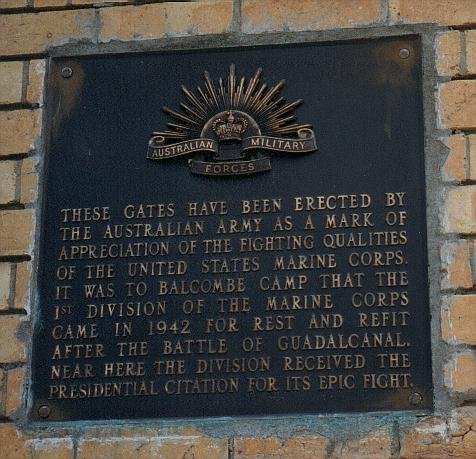 AUSTRALIAN MILITARY
FORCES
THESE GATES HAVE BEEN ERECTED BY
THE AUSTRALIAN ARMY AS A MARK OF
APPRECIATION OF THE FIGHTING QUALITIES
OF THE UNITED STATES MARINE CORPS.
IT WAS TO BALCOMBE CAMP THAT THE
1ST DIVISION OF THE MARINE CORPS
CAME IN 1942 FOR REST AND REFIT
AFTER THE BATTLE OF GUADALCANAL.
NEAR HERE THE DIVISION RECEIVED THE
PRESIDENTIAL CITATION FOR ITS EPIC FIGHT.